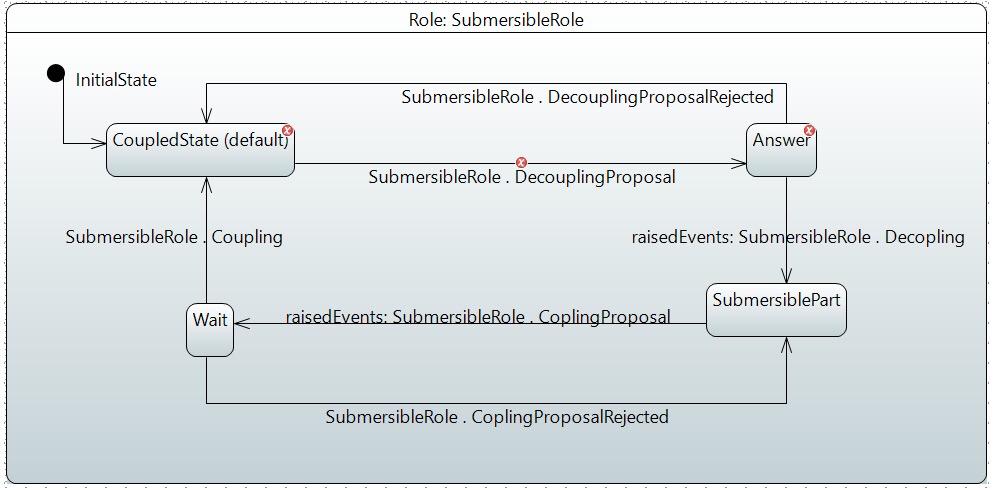 Role: SubmersibleRole
InitialState
SubmersibleRole . DecouplingProposalRejected
CoupledState (default)
Answer
SubmersibleRole . DecouplingProposal
SubmersibleRole . Coupling
raisedEvents: SubmersibleRole . Decopling
SubmersiblePart
Wait
raisedEvents: SubmersibleRole . CoplingProposal
SubmersibleRole . CoplingProposalRejected